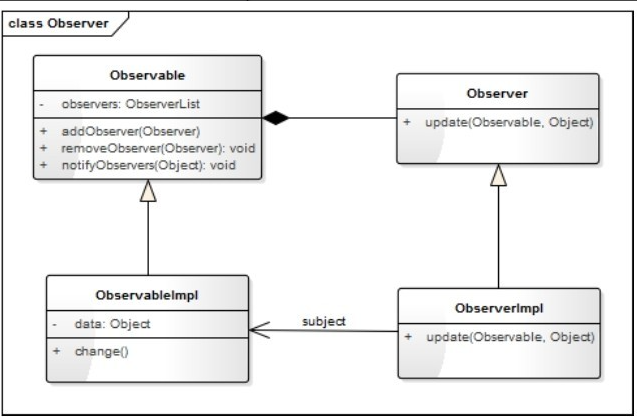 class Observer
Observable
- observers: ObserverList
+ addObserver(Observer)
+ removeObserver(Observer): void
+ notifyObservers(Object): void
Observer
+ update(Observable, Object)
ObservableImpl
- data: Object
+ change()
subject
ObserverImpl
+ update(Observable, Object)